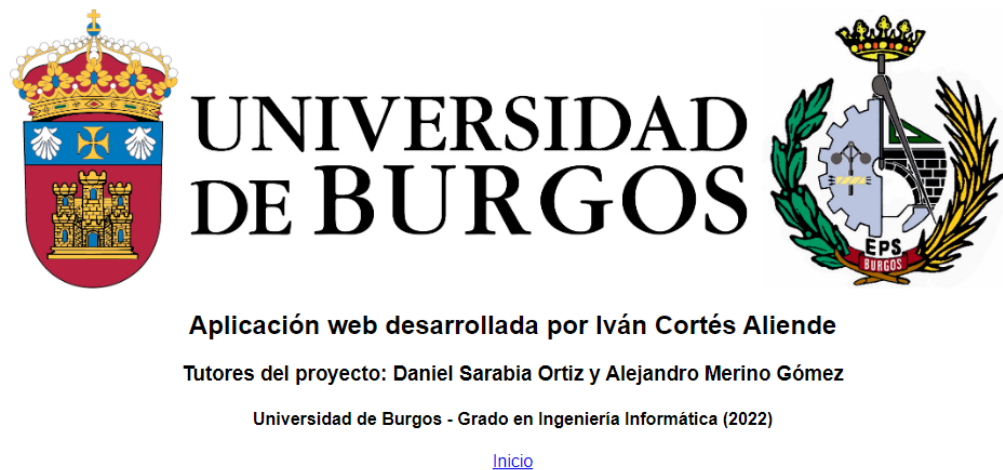 UNIVERSIDAD
DE BURGOS
EPS
BURGOS
Aplicación web desarrollada por Iván Cortés Aliende
Tutores del proyecto: Daniel Sarabia Ortiz y Alejandro Merino Gómez
Universidad de Burgos - Grado en Ingeniería Informática (2022)
Inicio